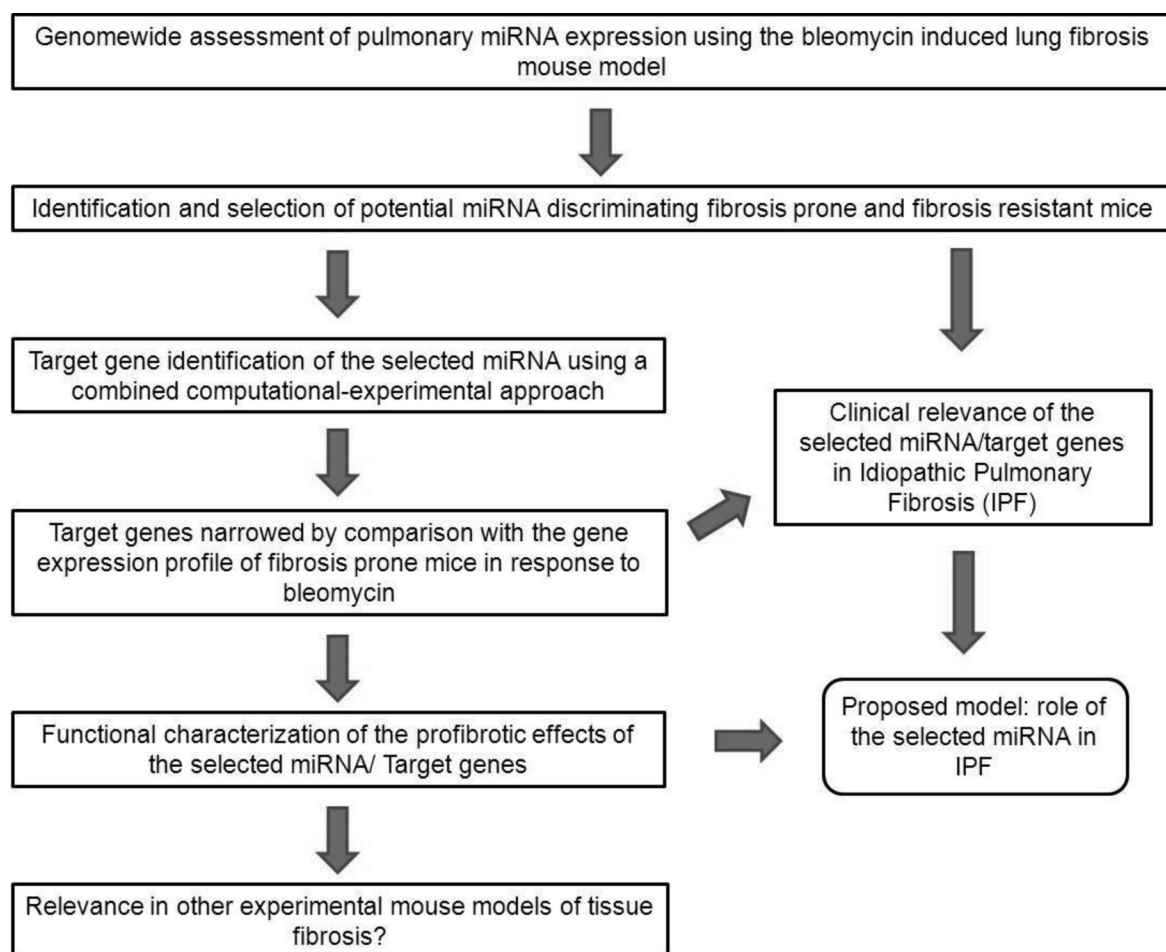 Genomewide assessment of pulmonary miRNA expression using the bleomycin induced lung fibrosis
mouse model
Identification and selection of potential miRNA discriminating fibrosis prone and fibrosis resistant mice
Target gene identification of the selected miRNA using a
combined computational-experimental approach
Clinical relevance of the
selected miRNA/target genes
in Idiopathic Pulmonary
Fibrosis (IPF)
Target genes narrowed by comparison with the gene
expression profile of fibrosis prone mice in response to
bleomycin
Functional characterization of the profibrotic effects of
the selected miRNA/ Target genes
Proposed model: role of
the selected miRNA in
IPF
Relevance in other experimental mouse models of tissue
fibrosis?